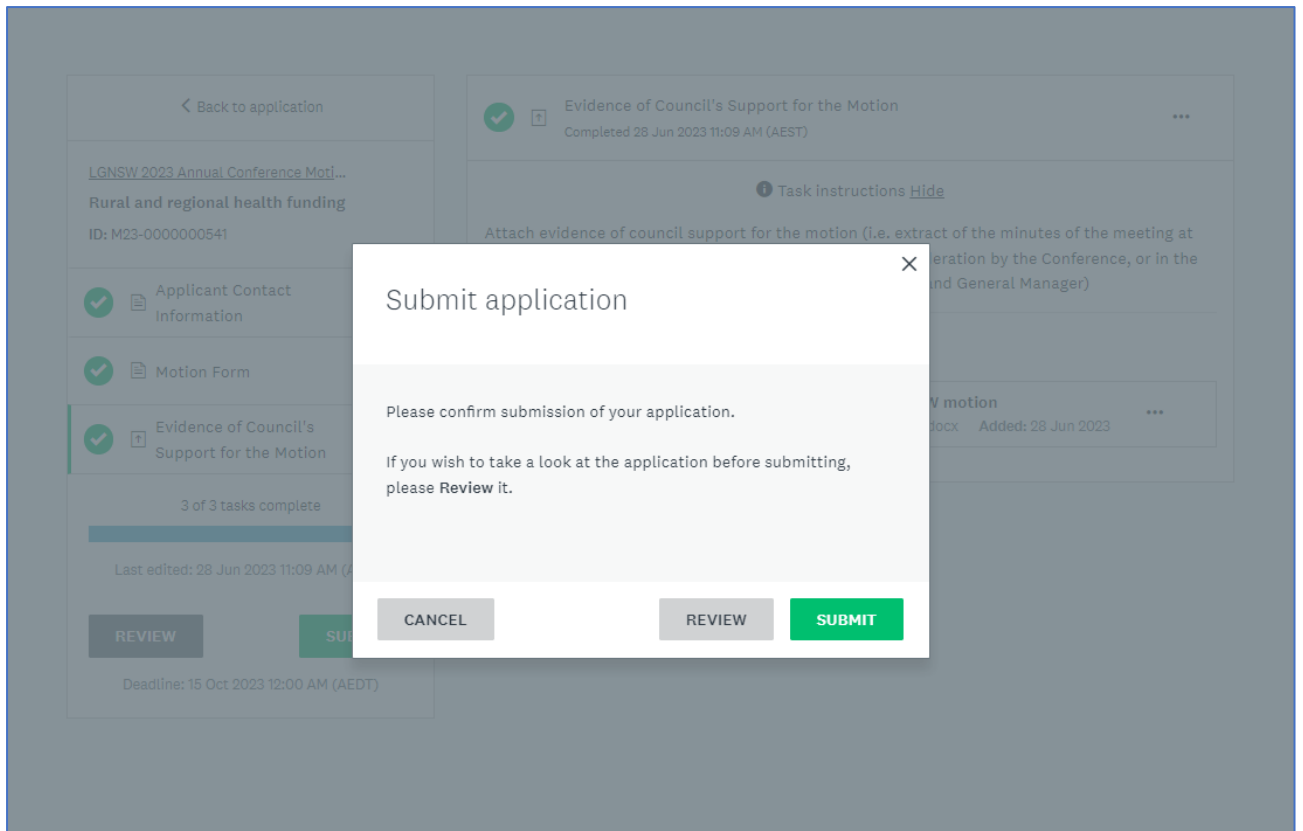 Back to application
LGNSW 2023 Annual Conference Moti...
Rural and regional health funding
ID: M23-0000000541
Applicant Contact
Information
Motion Form
Evidence of Council's
Support for the Motion
3 of 3 tasks complete
Last edited: 28 Jun 2023 11:09 AM
REVIEW
Deadline: 15 Oct 2023 12:00 AM (AEDT)
Evidence of Council's Support for the Motion
Completed 28 Jun 2023 11:09 AM (AEST)
Task instructions Hide
Attach evidence of council support for the motion (i.e. extract of the minutes of the meeting at
by the Conference, or in the
General Manager)
motion
Added: 28 Jun 2023
Submit application
Please confirm submission of your application.
If you wish to take a look at the application before submitting,
please Review it.
CANCEL
REVIEW
SUBMIT